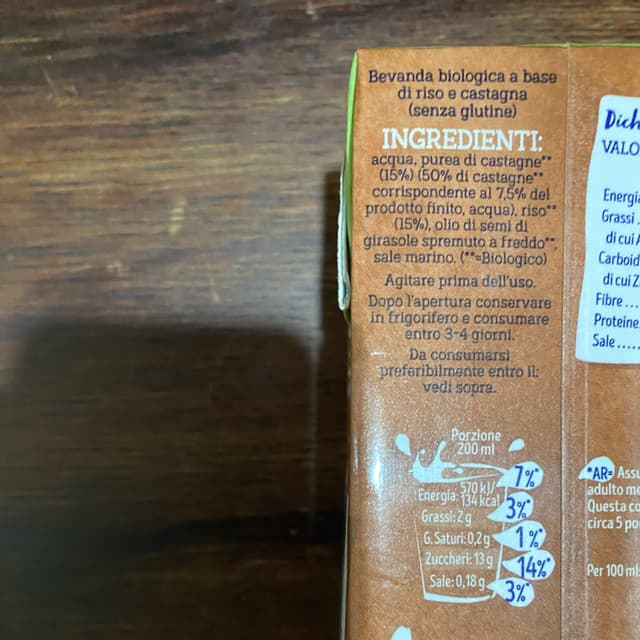 Bevanda biologica a base
di riso e castagna
(senza glutine)
INGREDIENTI:
acqua, purea di castagne**
(15%) (50% di castagne**
corrispondente al 7,5% del
prodotto finito, acqua), riso**
(15%), olio di semi di
girasole spremuto a freddo**,
sale marino. (**=Biologico)
Agitare prima dell'uso.
Dopo l'apertura conservare
in frigorifero e consumare
entro 3-4 giorni.
Da consumarsi
preferibilmente entro il:
vedi sopra.
Porzione
200 ml
Energia: 570 kJ/
134 kcal 7%*
Grassi: 2 g 3%*
G. Saturi: 0,2 g 1%*
Zuccheri: 13 g 14%*
Sale: 0,18 g 3%*
VALO
Energia
Grassi
di cui
Carboid
di cui Z
Fibre ...
Proteine
Sale.....
*AR= Assu
adulto me
Questa co
circa 5 po
Per 100 ml: